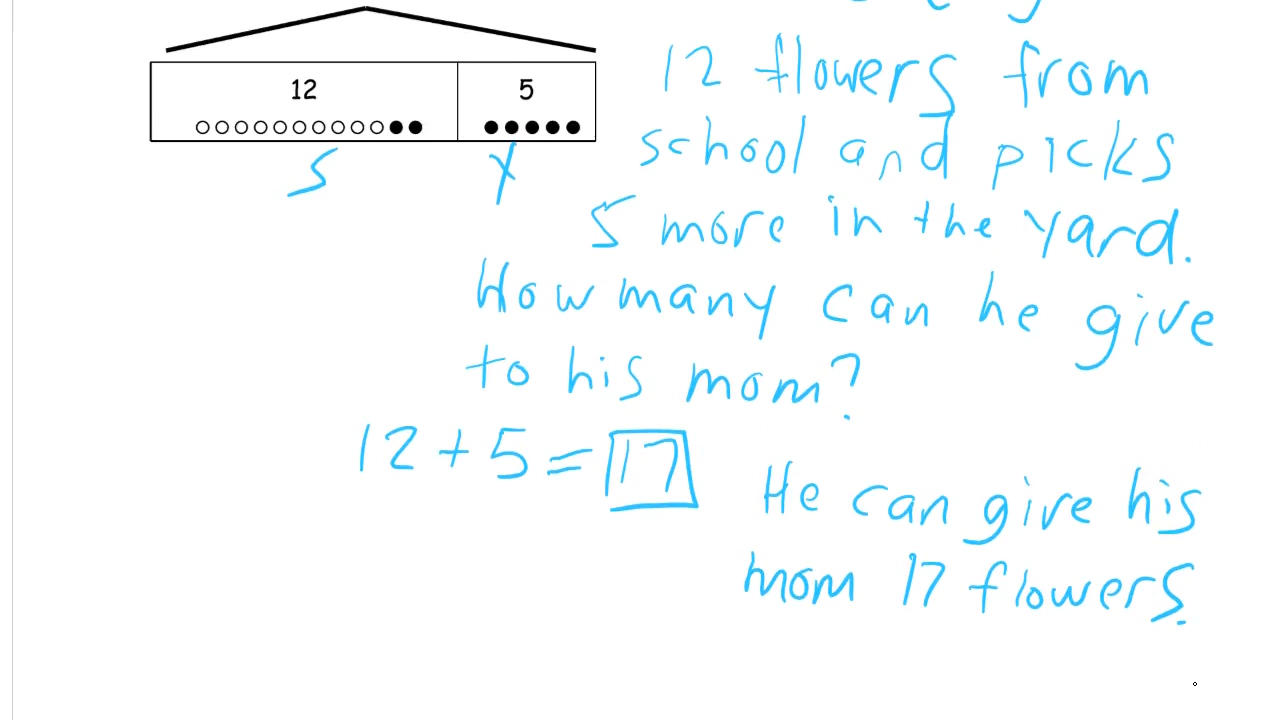 12 flowers from
12 5
school and picks
S Y
5 more in the yard.
How many can he give
to his mom?
12 + 5 = 17
He can give his
mom 17 flowers.